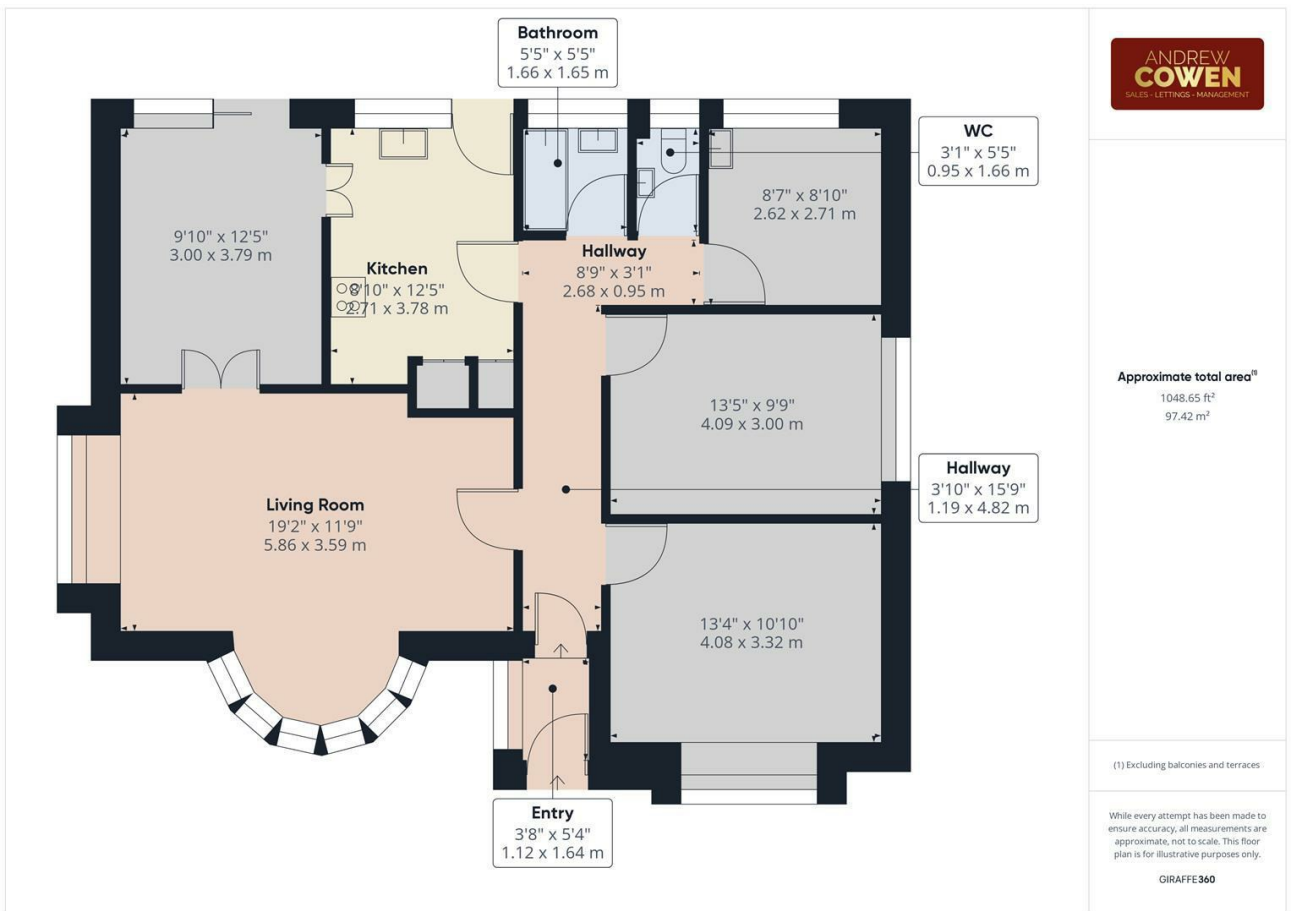 Bathroom
5'5" x 5'5"
1.66 x 1.65 m
WC
3'1" x 5'5"
0.95 x 1.66 m
8'7" x 8'10"
2.62 x 2.71 m
9'10" x 12'5"
3.00 x 3.79 m
Kitchen
8'10" x 12'5"
2.71 x 3.78 m
Hallway
8'9" x 3'1"
2.68 x 0.95 m
13'5" x 9'9"
4.09 x 3.00 m
Hallway
3'10" x 15'9"
1.19 x 4.82 m
Living Room
19'2" x 11'9"
5.86 x 3.59 m
13'4" x 10'10"
4.08 x 3.32 m
Entry
3'8" x 5'4"
1.12 x 1.64 m
ANDREW
COWEN
SALES - LETTINGS - MANAGEMENT
Approximate total area(1)
1048.65 ft²
97.42 m²
(1) Excluding balconies and terraces
While every attempt has been made to
ensure accuracy, all measurements are
approximate, not to scale. This floor
plan is for illustrative purposes only.
GIRAFFE360